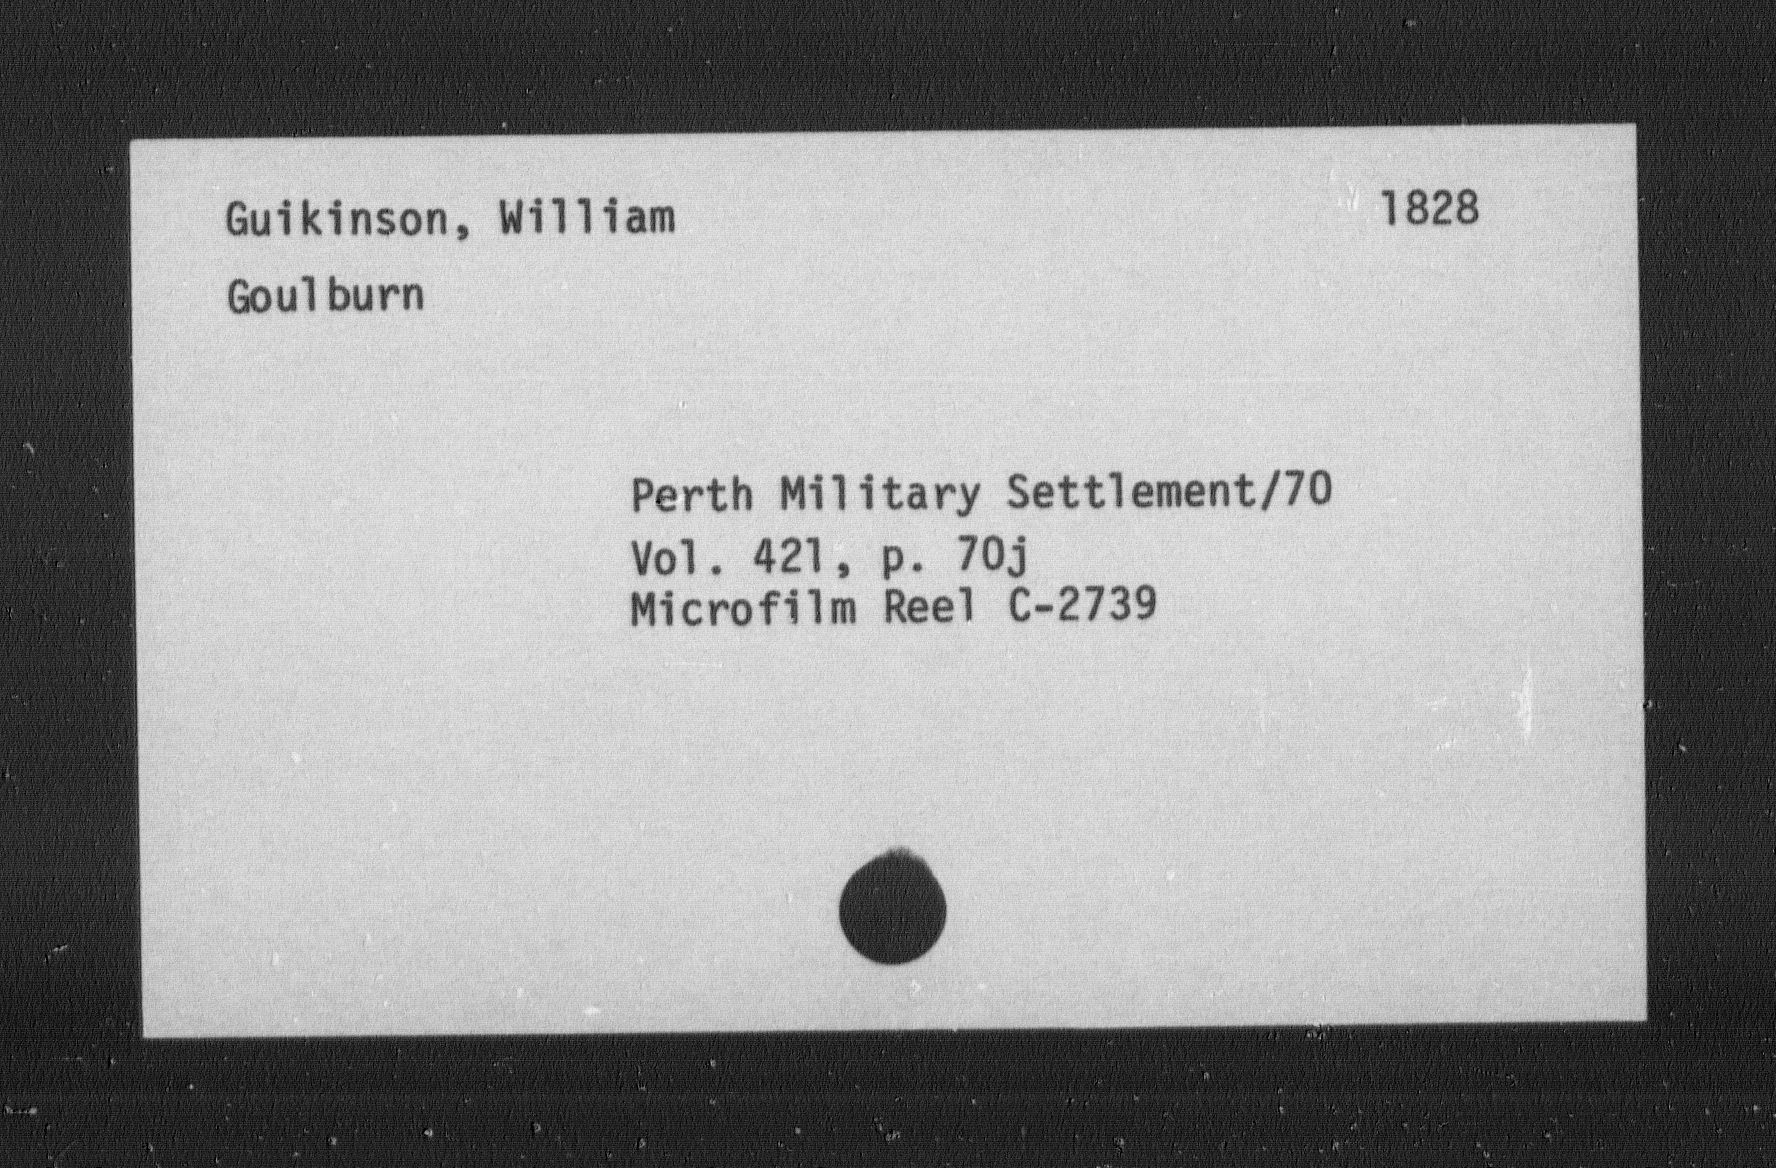 Guikinson, William 1828
Goulburn
Perth Military Settlement/70
Vol. 421, p. 70j
Microfilm Reel C-2739